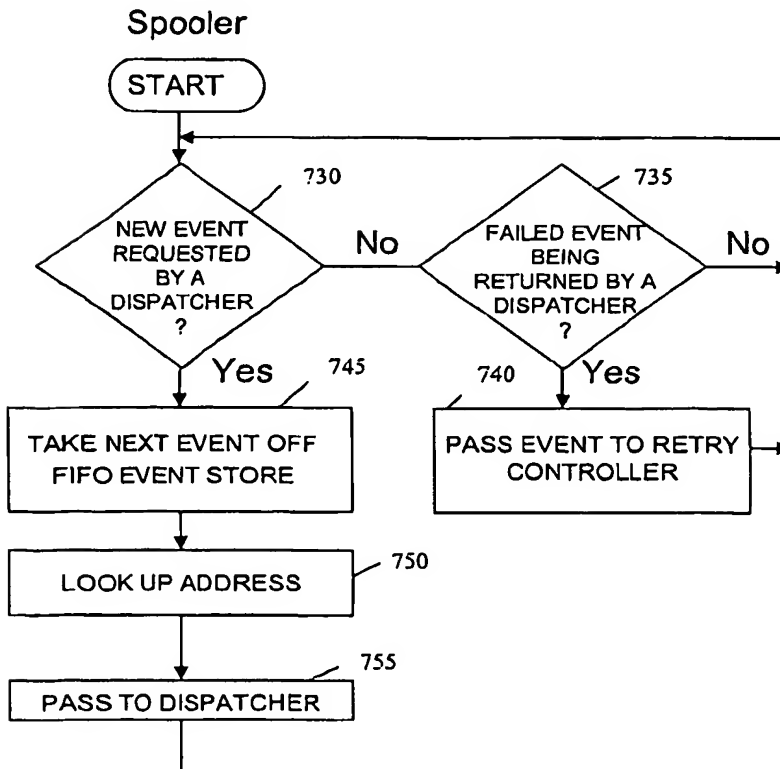 Spooler
START
730
NEW EVENT
REQUESTED
BY A
DISPATCHER
?
No
735
FAILED EVENT
BEING
RETURNED BY A
DISPATCHER
?
No
Yes
745
TAKE NEXT EVENT OFF
FIFO EVENT STORE
Yes
740
PASS EVENT TO RETRY
CONTROLLER
LOOK UP ADDRESS
750
755
PASS TO DISPATCHER